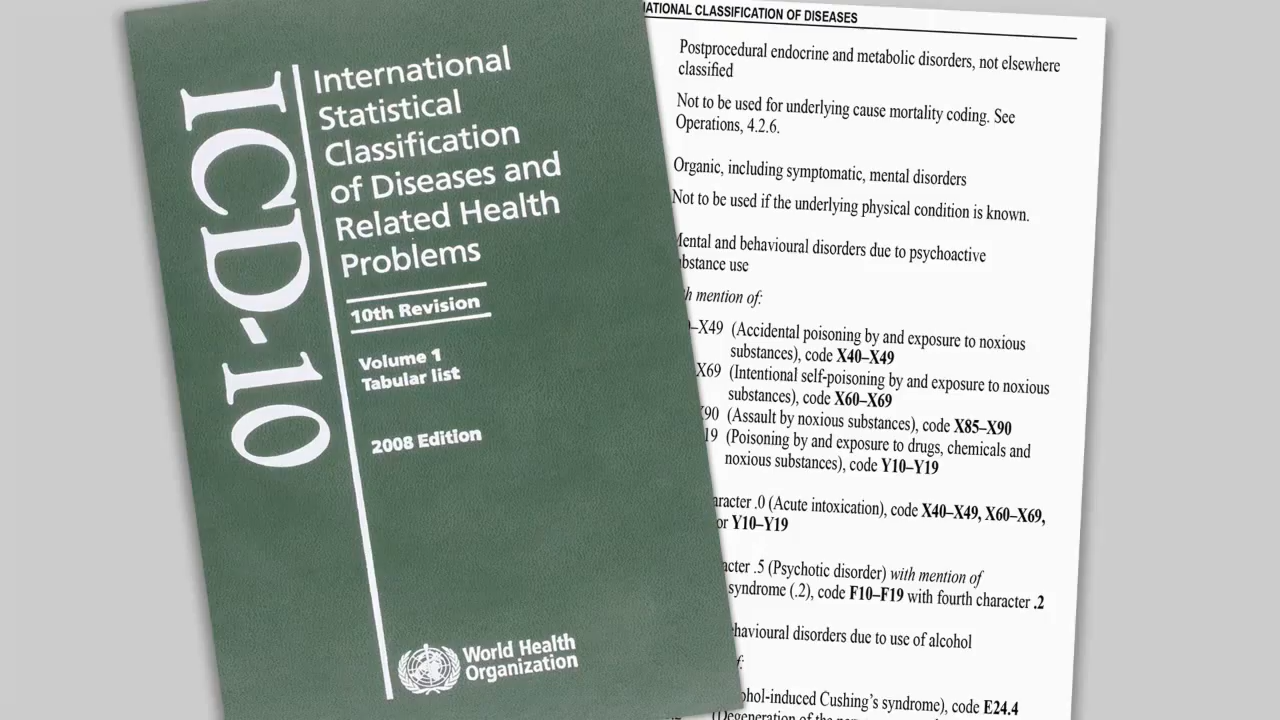 ICD-10
International
Statistical
Classification
of Diseases and
Related Health
Problems
10th Revision
Volume 1
Tabular list
2008 Edition
World Health
Organization
CLASSIFICATION OF DISEASES
Postprocedural endocrine and metabolic disorders, not elsewhere
classified
Not to be used for underlying cause mortality coding. See
Operations, 4.2.6.
Organic, including symptomatic, mental disorders
Not to be used if the underlying physical condition is known.
Mental and behavioural disorders due to psychoactive
use
mention of:
–X49 (Accidental poisoning by and exposure to noxious
substances), code X40–X49
X69 (Intentional self-poisoning by and exposure to noxious
substances), code X60–X69
90 (Assault by noxious substances), code X85–X90
19 (Poisoning by and exposure to drugs, chemicals and
noxious substances), code Y10–Y19
.0 (Acute intoxication), code X40–X49, X60–X69,
or Y10–Y19
.5 (Psychotic disorder) with mention of
syndrome (.2), code F10–F19 with fourth character .2
disorders due to use of alcohol
Cushing's syndrome), code E24.4
(Degeneration of the